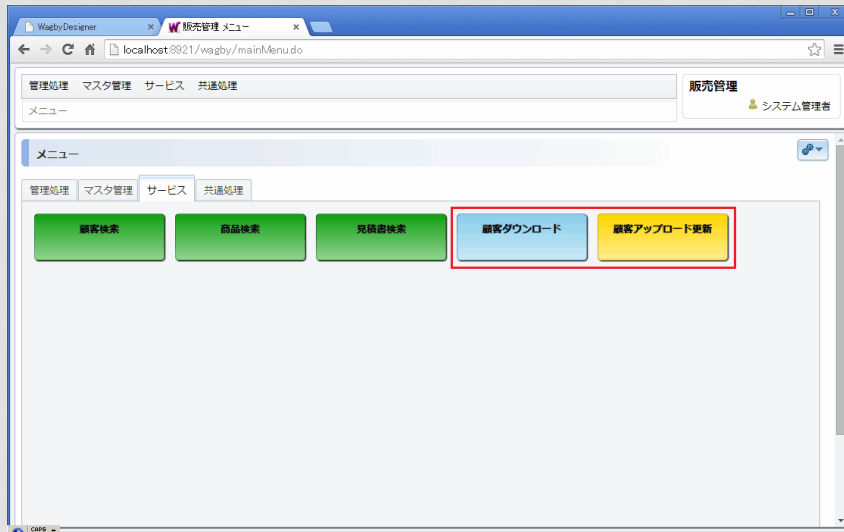 WagbyDesigner
販売管理 メニュー
localhost:8921/wagby/mainMenu.do
管理処理 マスタ管理 サービス 共通処理
販売管理
メニュー
システム管理者
メニュー
管理処理 マスタ管理 サービス 共通処理
顧客検索 商品検索 見積書検索 顧客ダウンロード 顧客アップロード更新
CAPS